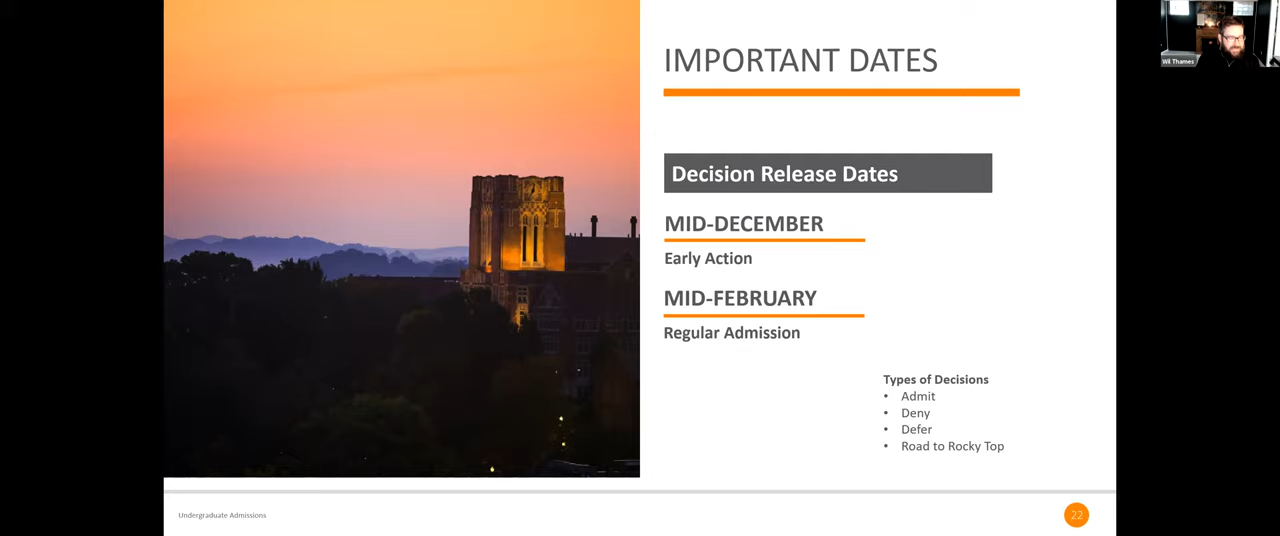 IMPORTANT DATES
Wil Thames
Decision Release Dates
MID-DECEMBER
Early Action
MID-FEBRUARY
Regular Admission
Types of Decisions
• Admit
• Deny
• Defer
• Road to Rocky Top
Undergraduate Admissions
22